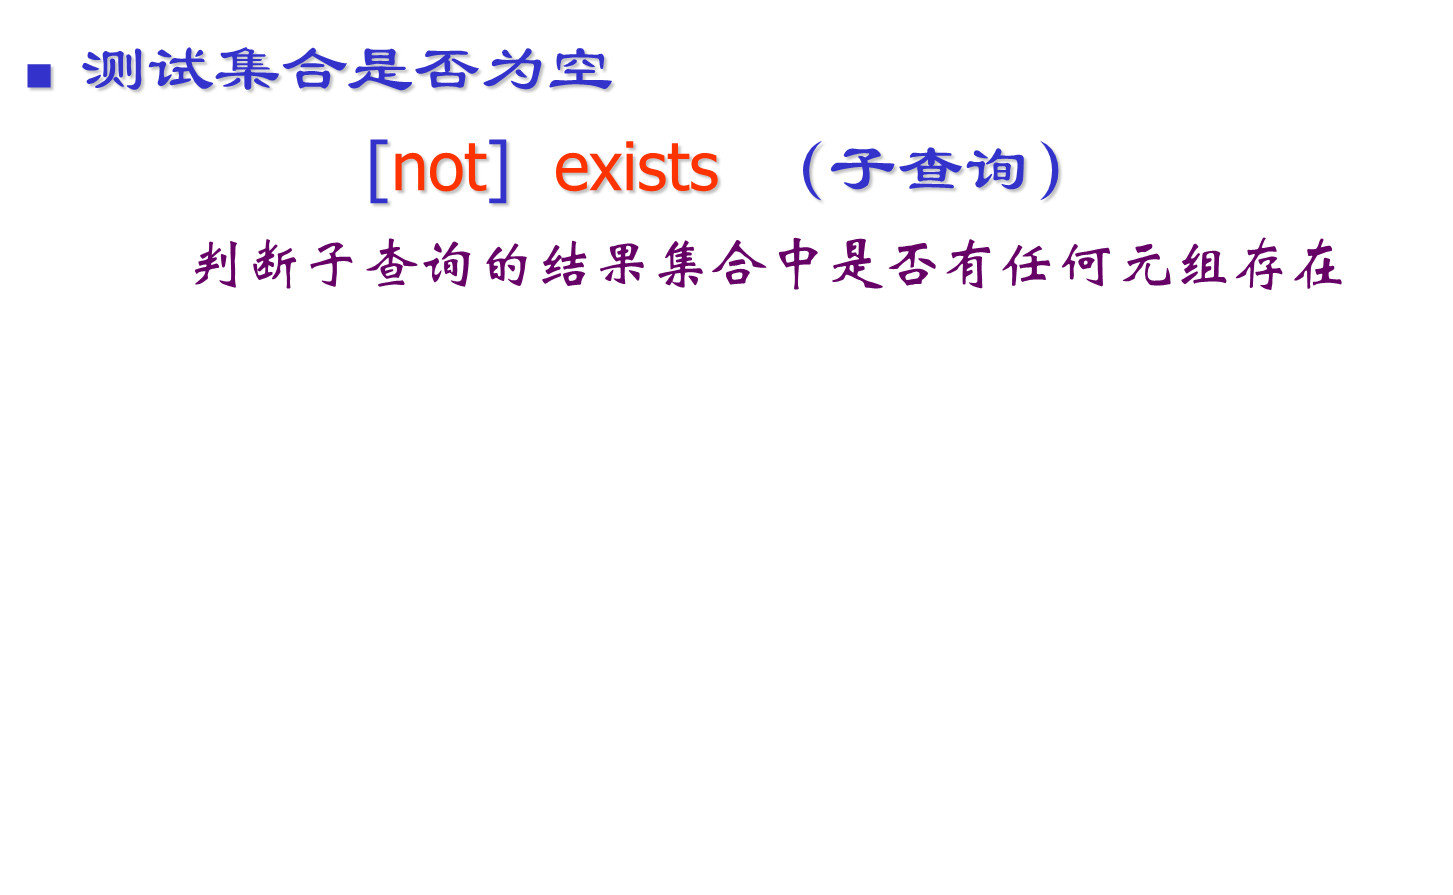 测试集合是否为空
[not] exists （子查询）
判断子查询的结果集合中是否有任何元组存在